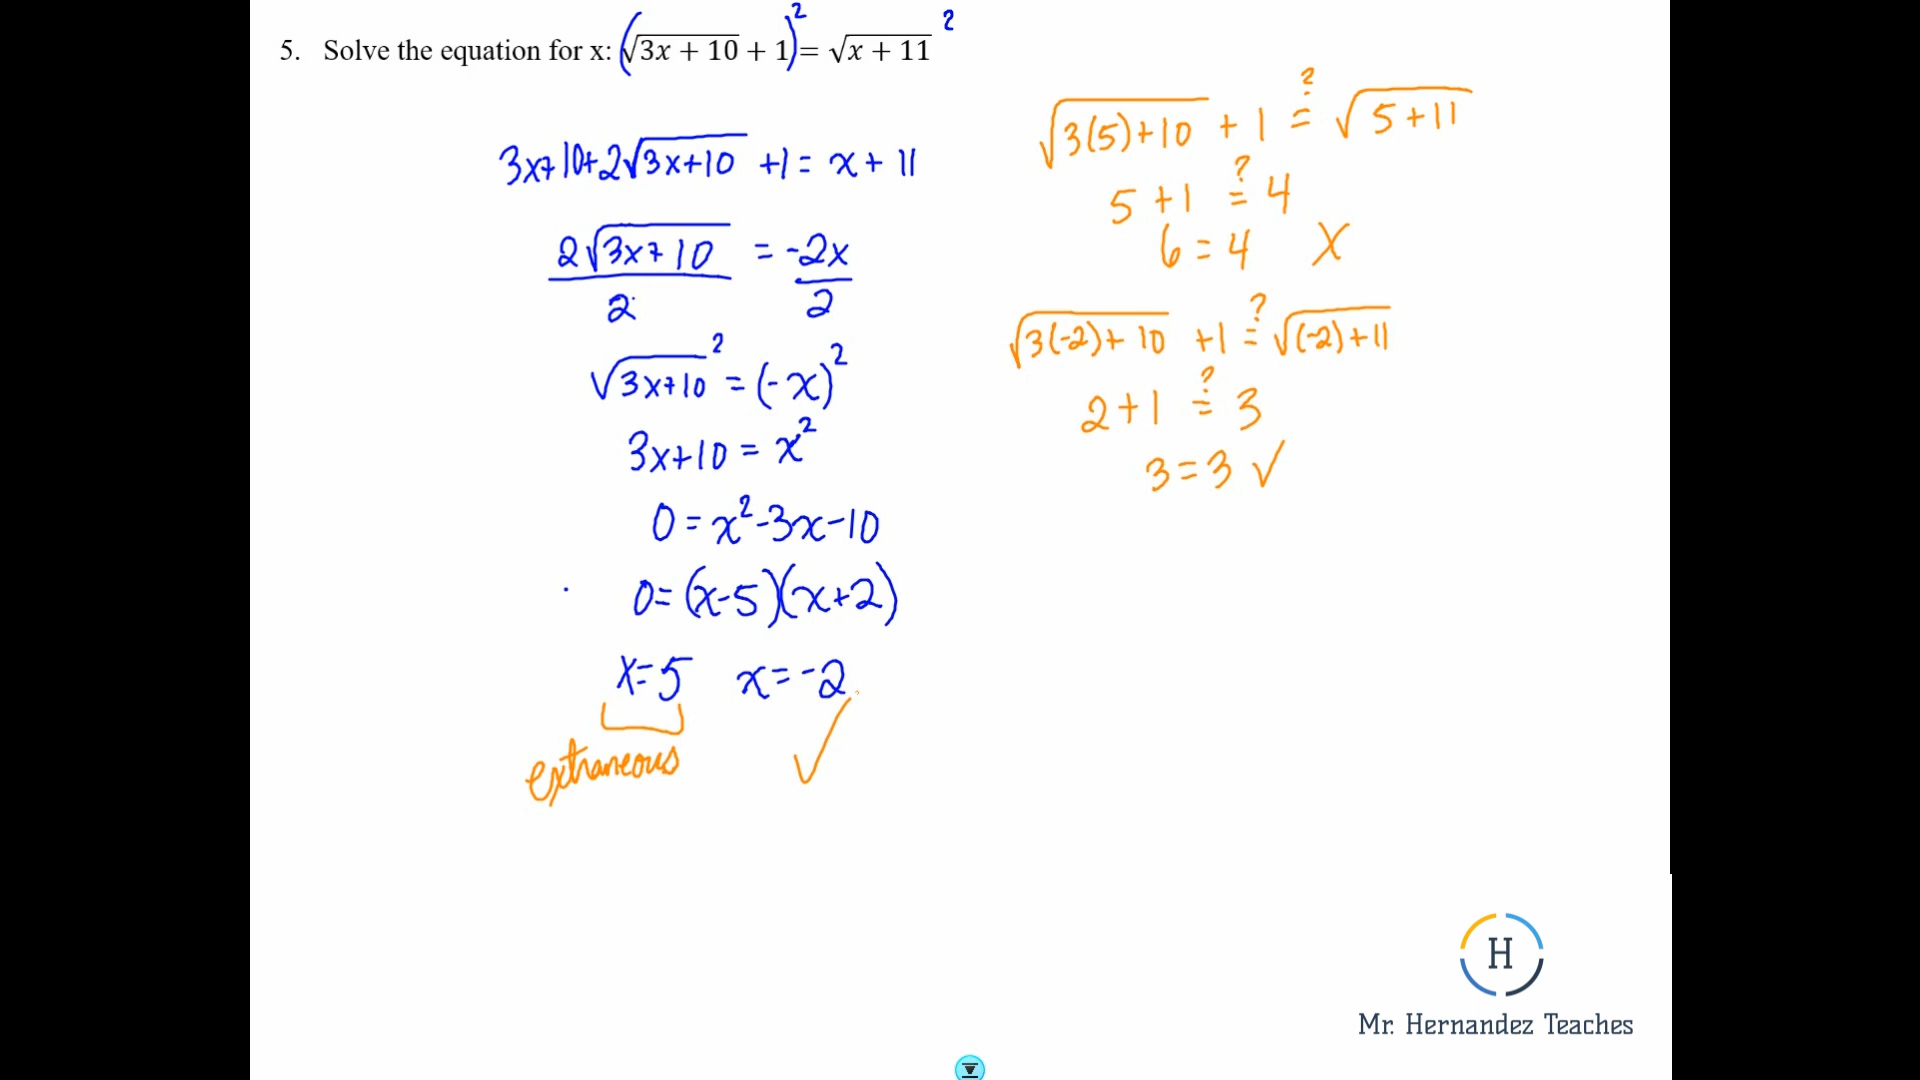 5. Solve the equation for x: (√3x + 10 + 1)² = √x + 11 ²
3x+10+2√3x+10 +1 = x + 11
2√3x+10 = -2x
2 2
√3x+10 ² = (-x)²
3x+10 = x²
0 = x²-3x-10
0 = (x-5)(x+2)
x=5 x=-2 ✓
extraneous
√3(5)+10 + 1 ≟ √5+11
5 +1 ≟ 4
6 = 4 X
√3(-2)+10 +1 ≟ √(-2)+11
2+1 ≟ 3
3=3 ✓
H
Mr. Hernandez Teaches